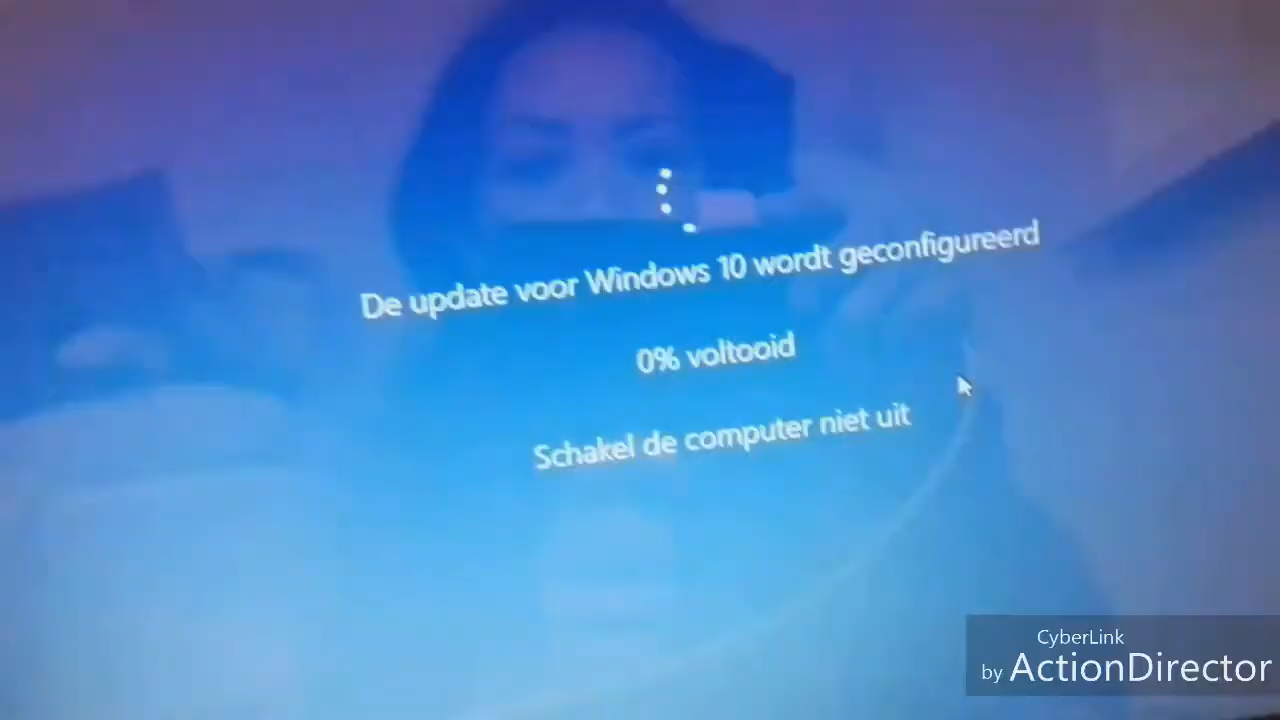 De update voor Windows 10 wordt geconfigureerd
0% voltooid
Schakel de computer niet uit
CyberLink
by ActionDirector